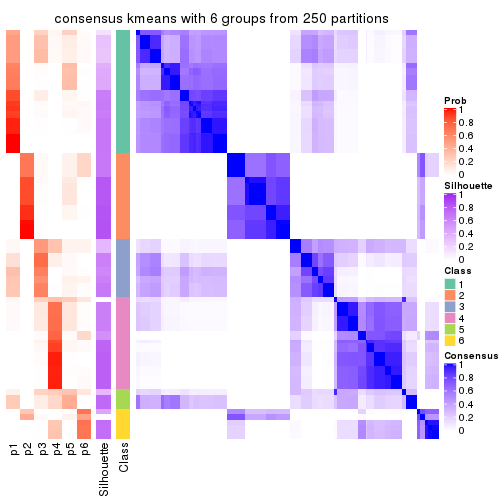 consensus kmeans with 6 groups from 250 partitions
Prob
1
0.8
0.6
0.4
0.2
0
Silhouette
1
0.8
0.6
0.4
0.2
0
Class
1
2
3
4
5
6
Consensus
1
0.8
0.6
0.4
0.2
0
p1
p2
p3
p4
p5
p6
Silhouette
Class